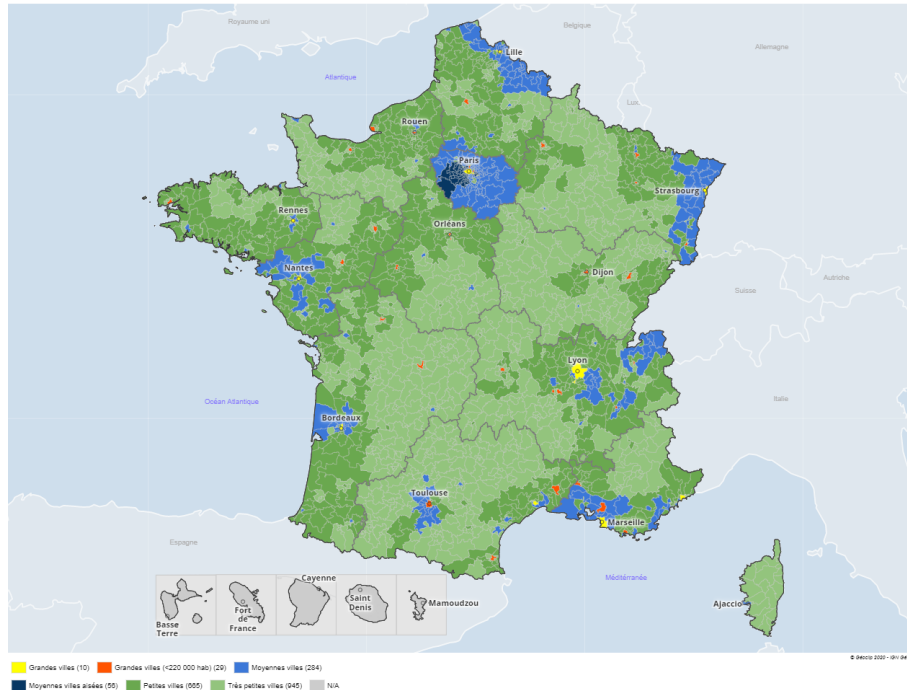 Royaume uni
Belgique
Allemagne
Lille
Atlantique
Lux.
Rouen
Paris
Strasbourg
Rennes
Orléans
Nantes
Dijon
Autriche
Suisse
Lyon
Italie
Océan Atlantique
Bordeaux
Toulouse
Marseille
Espagne
Méditérranée
Cayenne
Saint
Denis
Mamoudzou
Fort
de
France
Basse
Terre
Ajaccio
Grandes villes (10) Grandes villes (<220 000 hab) (29) Moyennes villes (284)
Moyennes villes aisées (56) Petites villes (665) Très petites villes (945) N/A